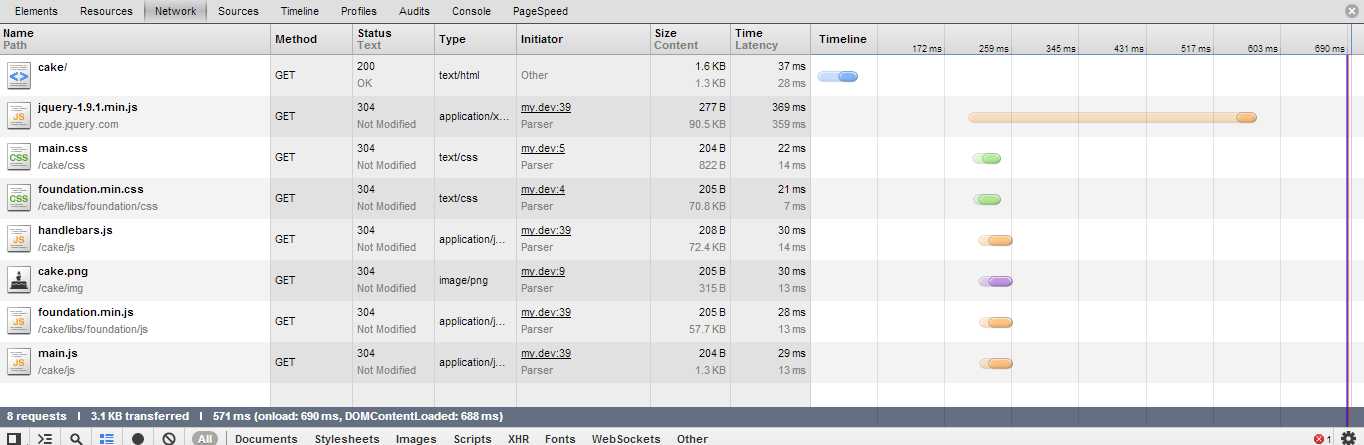 Elements Resources Network Sources Timeline Profiles Audits Console PageSpeed
Name Path Method Status Text Type Initiator Size Content Time Latency Timeline 172 ms 259 ms 345 ms 431 ms 517 ms 603 ms 690 ms
cake/ GET 200 text/html Other 1.6 KB 37 ms
OK 1.3 KB 28 ms
jquery-1.9.1.min.js GET 304 application/x... my.dev:39 277 B 369 ms
code.jquery.com Not Modified Parser 90.5 KB 359 ms
main.css GET 304 text/css my.dev:5 204 B 22 ms
/cake/css Not Modified Parser 822 B 14 ms
foundation.min.css GET 304 text/css my.dev:4 205 B 21 ms
/cake/libs/foundation/css Not Modified Parser 70.8 KB 7 ms
handlebars.js GET 304 application/j... my.dev:39 208 B 30 ms
/cake/js Not Modified Parser 72.4 KB 14 ms
cake.png GET 304 image/png my.dev:9 205 B 30 ms
/cake/img Not Modified Parser 315 B 13 ms
foundation.min.js GET 304 application/j... my.dev:39 205 B 28 ms
/cake/libs/foundation/js Not Modified Parser 57.7 KB 13 ms
main.js GET 304 application/j... my.dev:39 204 B 29 ms
/cake/js Not Modified Parser 1.3 KB 13 ms
8 requests | 3.1 KB transferred | 571 ms (onload: 690 ms, DOMContentLoaded: 688 ms)
All Documents Stylesheets Images Scripts XHR Fonts WebSockets Other 1